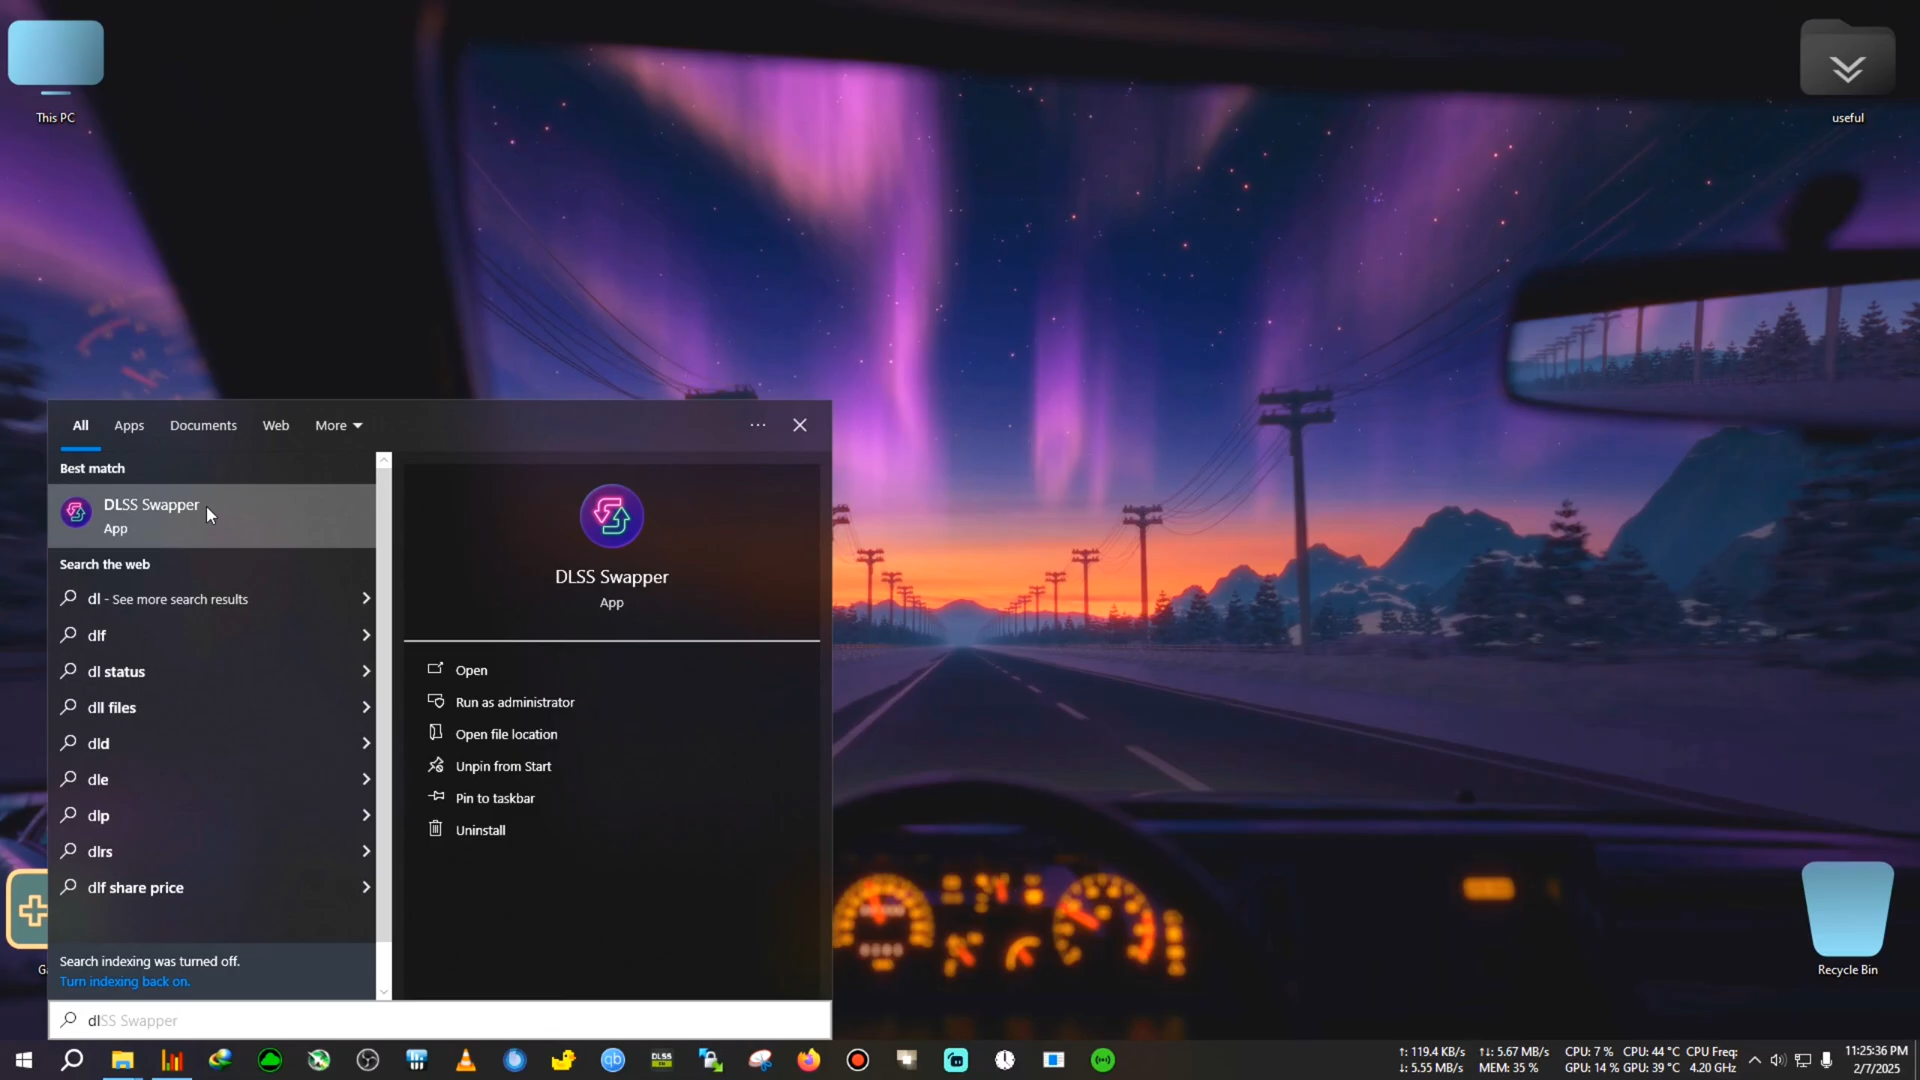 This PC
useful
All Apps Documents Web More
Best match
DLSS Swapper
App
Search the web
dl - See more search results
dlf
dl status
dll files
dld
dle
dlp
dlrs
dlf share price
Search indexing was turned off.
Turn indexing back on.
DLSS Swapper
App
Open
Run as administrator
Open file location
Unpin from Start
Pin to taskbar
Uninstall
dlSS Swapper
Recycle Bin
DLSS
qb
↑: 119.4 KB/s ↑↓: 5.67 MB/s CPU: 7 % CPU: 44 °C CPU Freq:
↓: 5.55 MB/s MEM: 35 % GPU: 14 % GPU: 39 °C 4.20 GHz
11:25:36 PM
2/7/2025